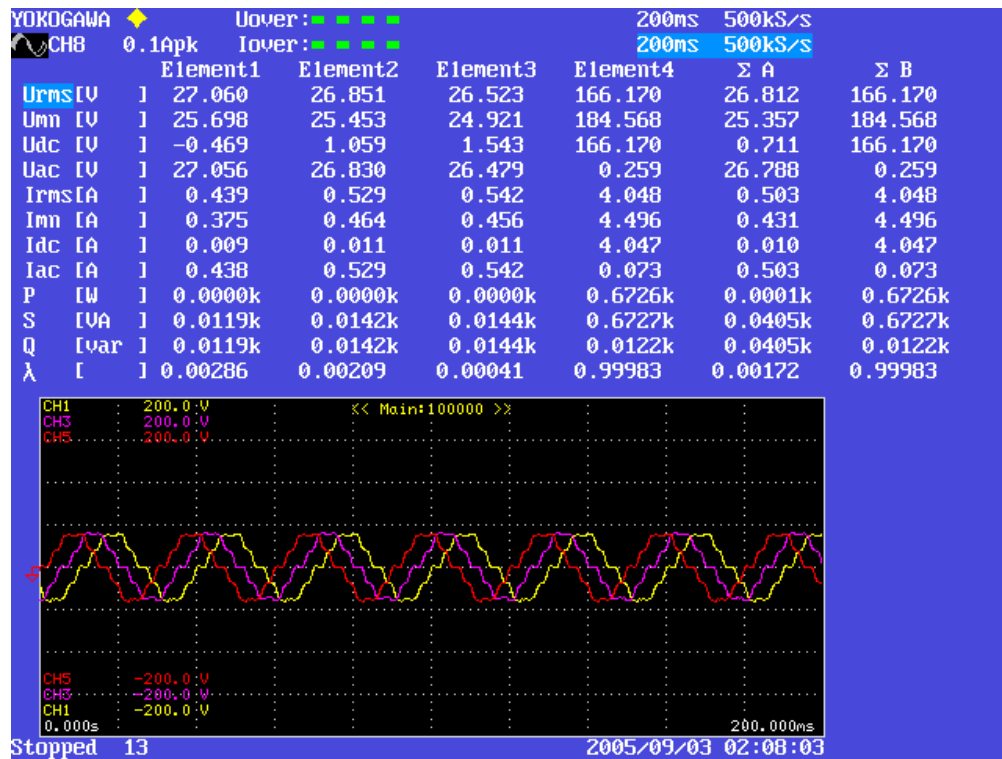 YOKOGAWA Uover: 200ms 500kS/s
CH8 0.1Apk Iover: 200ms 500kS/s
Element1 Element2 Element3 Element4 Σ A Σ B
Urms[V ] 27.060 26.851 26.523 166.170 26.812 166.170
Umn [V ] 25.698 25.453 24.921 184.568 25.357 184.568
Udc [V ] -0.469 1.059 1.543 166.170 0.711 166.170
Uac [V ] 27.056 26.830 26.479 0.259 26.788 0.259
Irms[A ] 0.439 0.529 0.542 4.048 0.503 4.048
Imn [A ] 0.375 0.464 0.456 4.496 0.431 4.496
Idc [A ] 0.009 0.011 0.011 4.047 0.010 4.047
Iac [A ] 0.438 0.529 0.542 0.073 0.503 0.073
P [W ] 0.0000k 0.0000k 0.0000k 0.6726k 0.0001k 0.6726k
S [VA ] 0.0119k 0.0142k 0.0144k 0.6727k 0.0405k 0.6727k
Q [var ] 0.0119k 0.0142k 0.0144k 0.0122k 0.0405k 0.0122k
λ [ ] 0.00286 0.00209 0.00041 0.99983 0.00172 0.99983
CH1 200.0 V << Main:100000 >>
CH3 200.0 V
CH5 200.0 V
CH5 -200.0 V
CH3 -200.0 V
CH1 -200.0 V
0.000s 200.000ms
Stopped 13 2005/09/03 02:08:03